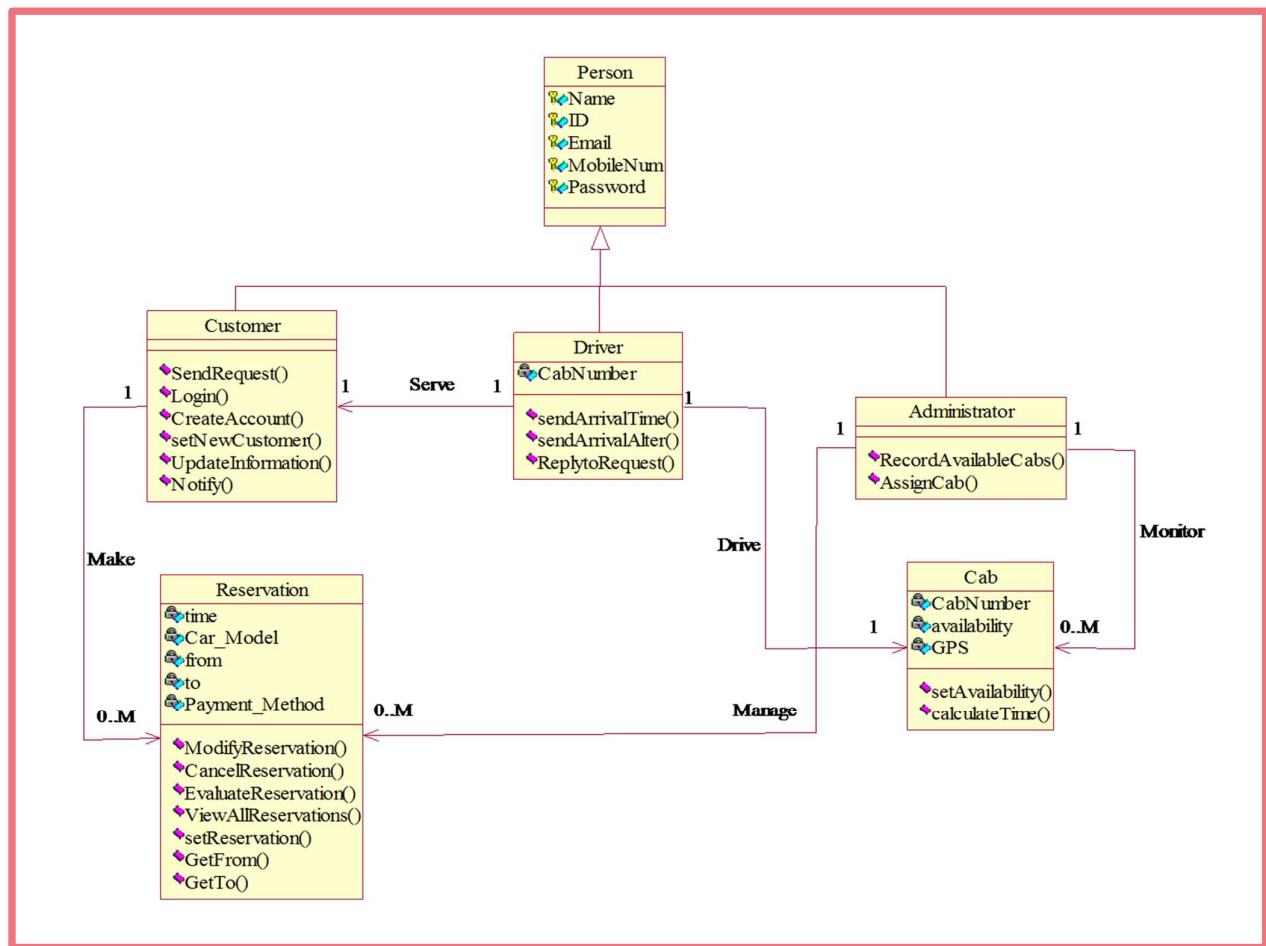 Person
Name
ID
Email
MobileNum
Password
Customer
SendRequest()
Login()
CreateAccount()
setNewCustomer()
UpdateInformation()
Notify()
1
1
Serve
1
Driver
CabNumber
sendArrivalTime()
sendArrivalAlter()
ReplytoRequest()
1
Administrator
RecordAvailableCabs()
AssignCab()
1
1
Make
Drive
Monitor
Reservation
time
Car_Model
from
to
Payment_Method
ModifyReservation()
CancelReservation()
EvaluateReservation()
ViewAllReservations()
setReservation()
GetFrom()
GetTo()
0..M
0..M
Manage
1
Cab
CabNumber
availability
GPS
setAvailability()
calculateTime()
0..M